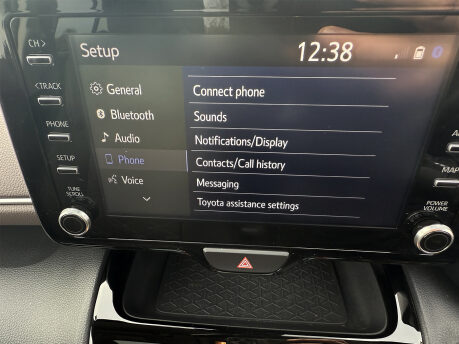 CH >
Setup
12:38
< TRACK
PHONE
SETUP
TUNE
SCROLL
General
Bluetooth
Audio
Phone
Voice
Connect phone
Sounds
Notifications/Display
Contacts/Call history
Messaging
Toyota assistance settings
MAP
POWER
VOLUME